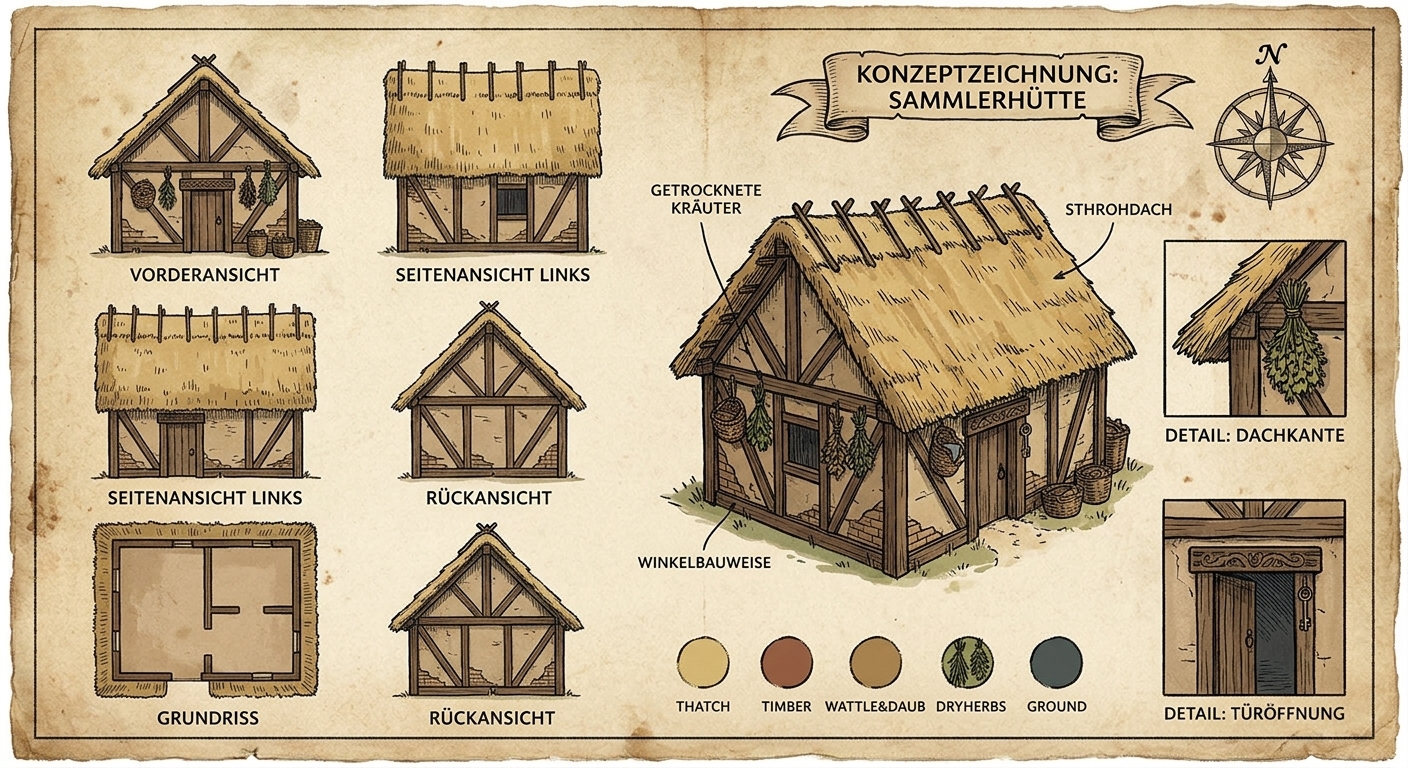 KONZEPTZEICHNUNG:
SAMMLERHÜTTE
N
VORDERANSICHT
SEITENANSICHT LINKS
SEITENANSICHT LINKS
RÜCKANSICHT
GRUNDRISS
RÜCKANSICHT
GETROCKNETE
KRÄUTER
STHROHDACH
WINKELBAUWEISE
DETAIL: DACHKANTE
DETAIL: TÜRÖFFNUNG
THATCH
TIMBER
WATTLE&DAUB
DRYHERBS
GROUND